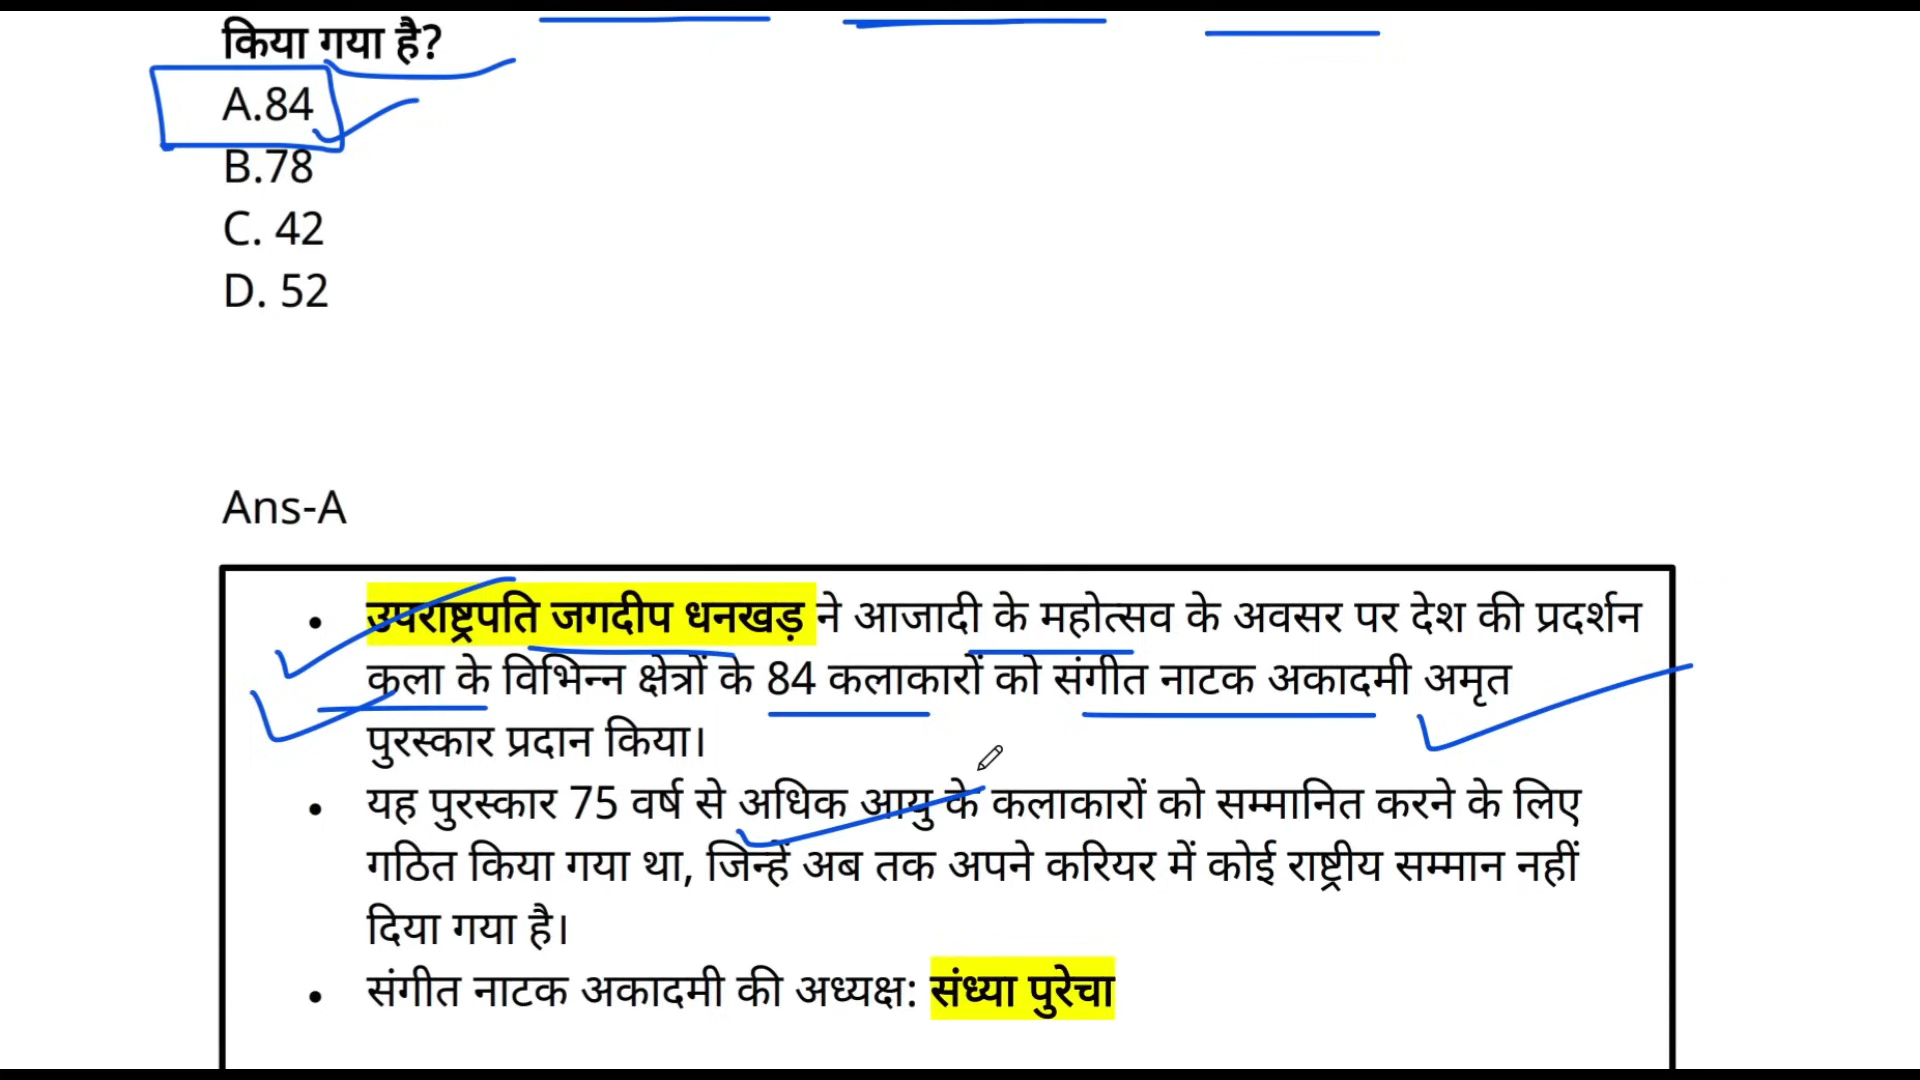 किया गया है?
A.84
B.78
C. 42
D. 52
Ans-A
• उपराष्ट्रपति जगदीप धनखड़ ने आजादी के महोत्सव के अवसर पर देश की प्रदर्शन
कला के विभिन्न क्षेत्रों के 84 कलाकारों को संगीत नाटक अकादमी अमृत
पुरस्कार प्रदान किया।
• यह पुरस्कार 75 वर्ष से अधिक आयु के कलाकारों को सम्मानित करने के लिए
गठित किया गया था, जिन्हें अब तक अपने करियर में कोई राष्ट्रीय सम्मान नहीं
दिया गया है।
• संगीत नाटक अकादमी की अध्यक्ष: संध्या पुरेचा